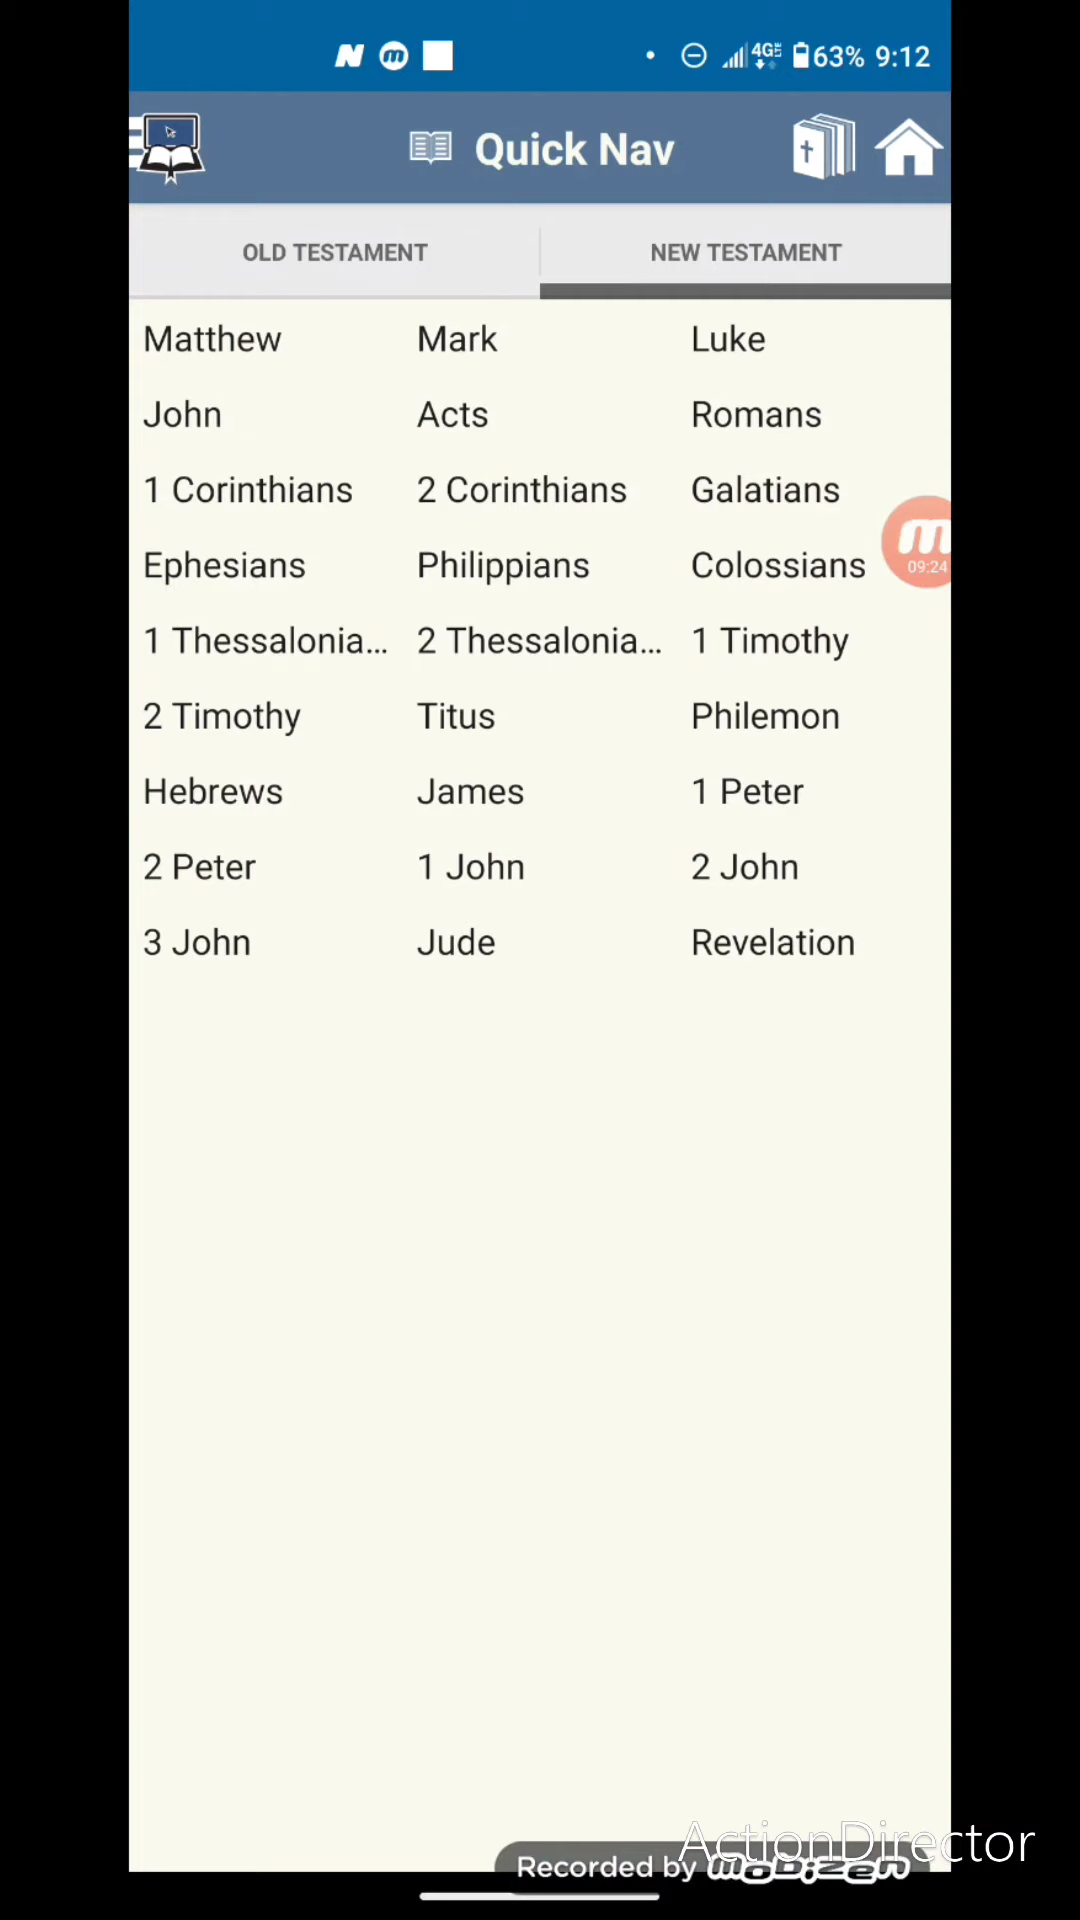 63% 9:12
Quick Nav
OLD TESTAMENT NEW TESTAMENT
Matthew Mark Luke
John Acts Romans
1 Corinthians 2 Corinthians Galatians
Ephesians Philippians Colossians
09:24
1 Thessalonia... 2 Thessalonia... 1 Timothy
2 Timothy Titus Philemon
Hebrews James 1 Peter
2 Peter 1 John 2 John
3 John Jude Revelation
ActionDirector
Recorded by mobizen